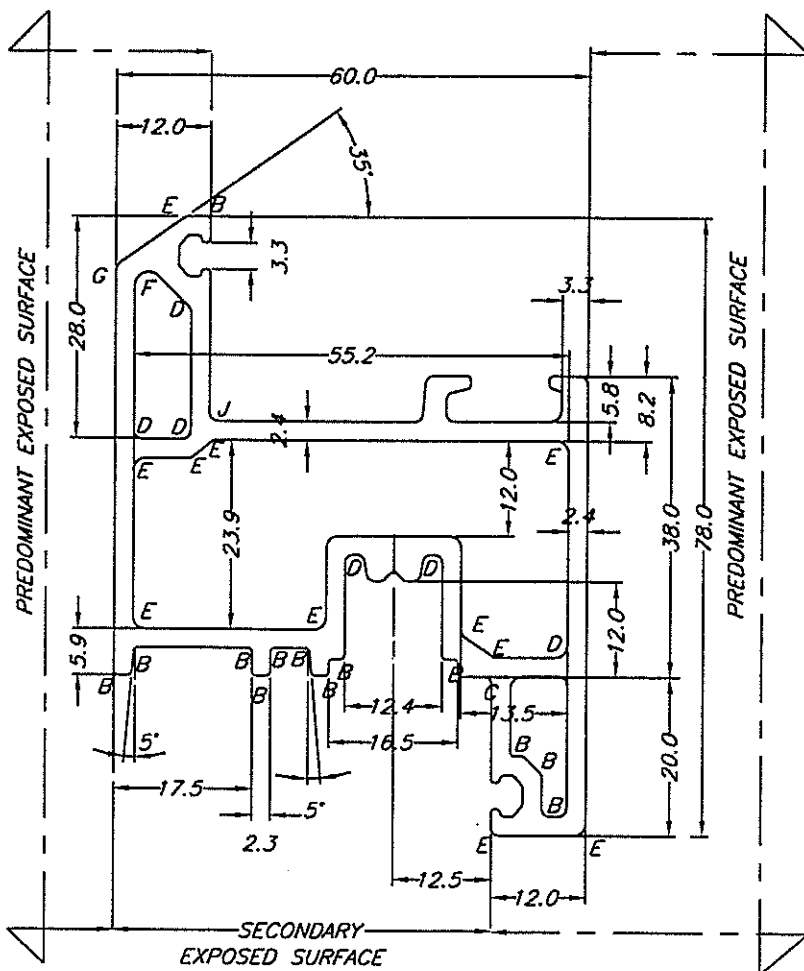 60.0
12.0
35°
E B
3.3
G
F
D
3.3
28.0
PREDOMINANT EXPOSED SURFACE
55.2
5.8
8.2
J
2.4
D D
E E E
E
12.0
2.4
23.9
38.0
78.0
PREDOMINANT EXPOSED SURFACE
D D
12.0
E E
E E D
5.9
B B B B B B B B
B
C
12.4
13.5
16.5
5°
B B
20.0
17.5
5°
B
2.3
E E
12.5
12.0
SECONDARY
EXPOSED SURFACE